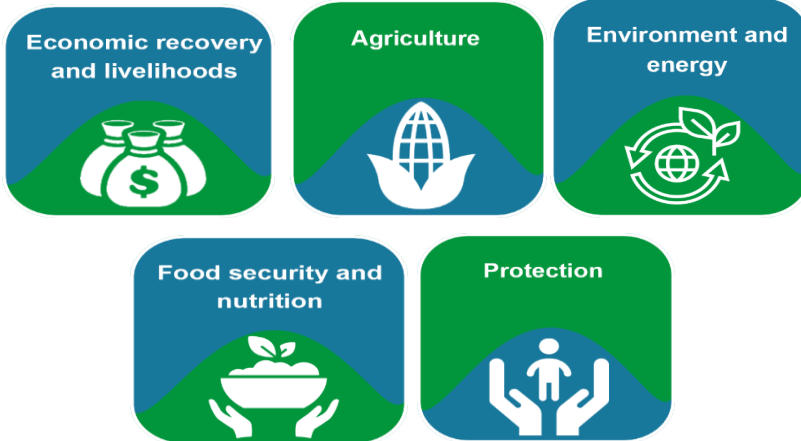 Economic recovery
and livelihoods
Agriculture
Environment and
energy
Food security and
nutrition
Protection
$